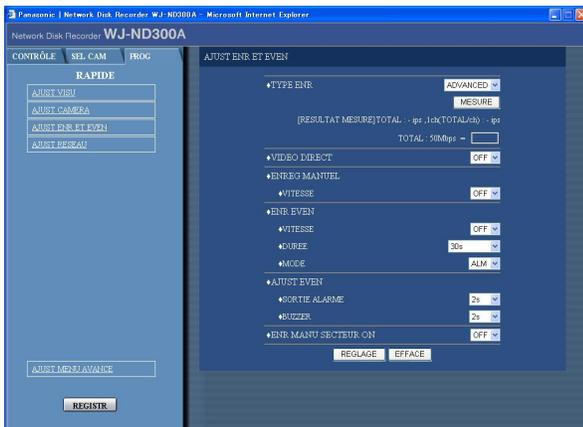 Panasonic | Network Disk Recorder WJ-ND300A - Microsoft Internet Explorer
Network Disk Recorder WJ-ND300A
CONTRÔLE SEL CAM PROG
RAPIDE
AJUST VISU
AJUST CAMERA
AJUST ENR ET EVEN
AJUST RESEAU
AJUST MENU AVANCE
REGISTR
AJUST ENR ET EVEN
♦TYPE ENR ADVANCED
MESURE
[RESULTAT MESURE]TOTAL : - ips ,1ch(TOTAL/ch) : - ips
TOTAL : 50Mbps =
♦VIDEO DIRECT OFF
♦ENREG MANUEL
♦VITESSE OFF
♦ENR EVEN
♦VITESSE OFF
♦DUREE 30s
♦MODE ALM
♦AJUST EVEN
♦SORTIE ALARME 2s
♦BUZZER 2s
♦ENR MANU SECTEUR ON OFF
REGLAGE EFFACE